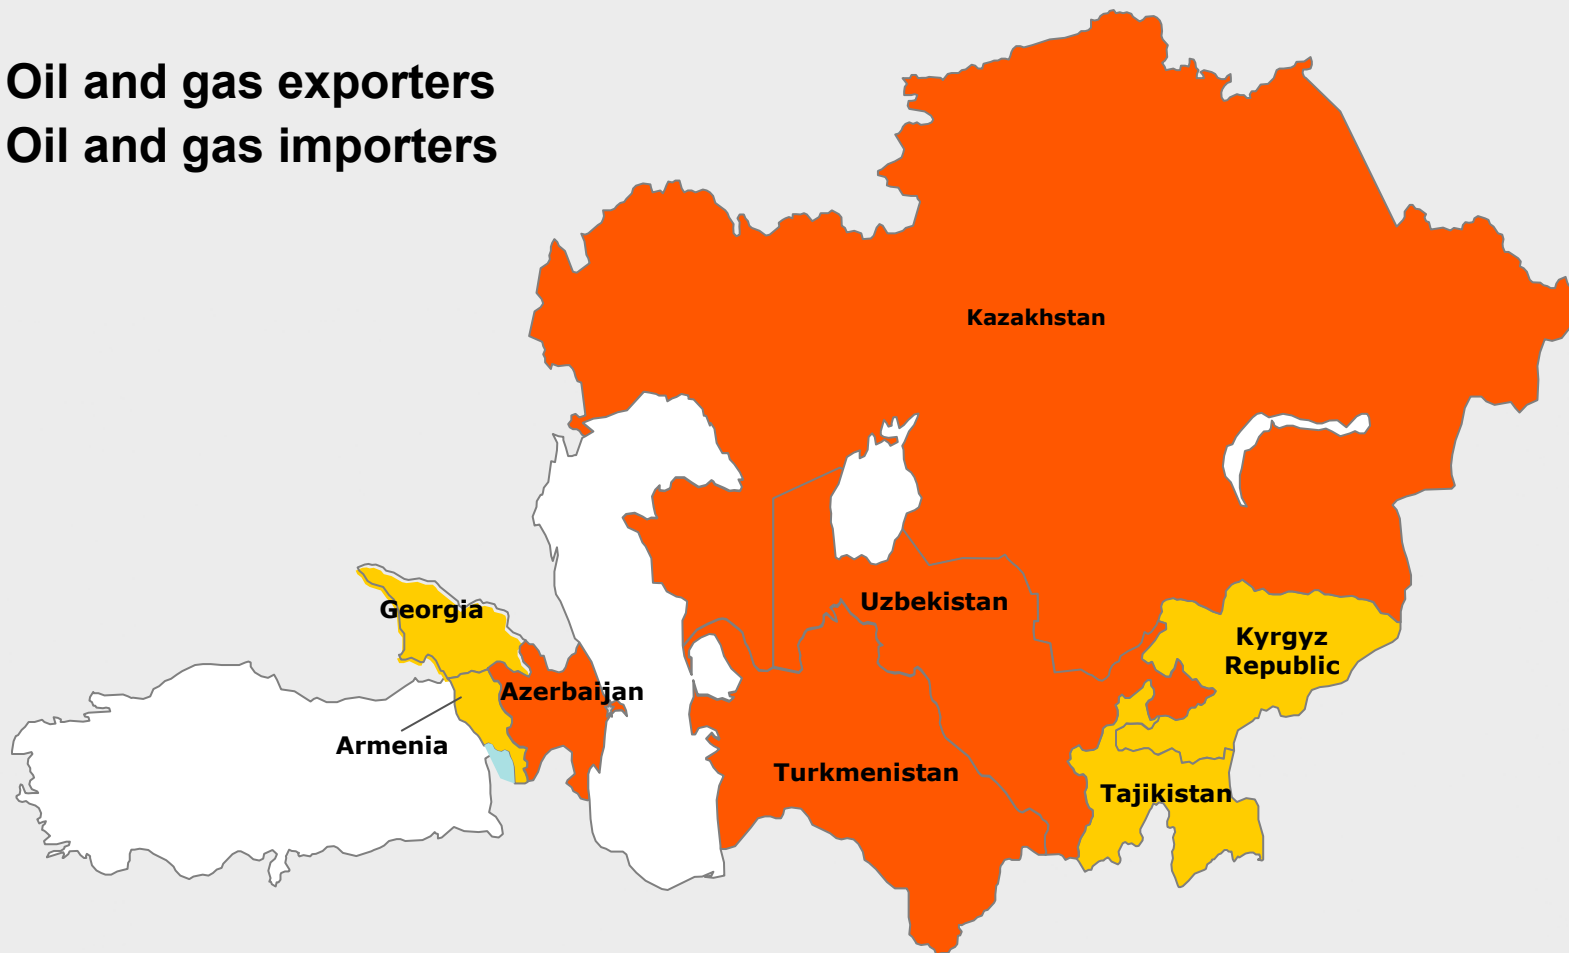 Oil and gas exporters
Oil and gas importers
Kazakhstan
Georgia
Uzbekistan
Kyrgyz
Republic
Azerbaijan
Armenia
Turkmenistan
Tajikistan